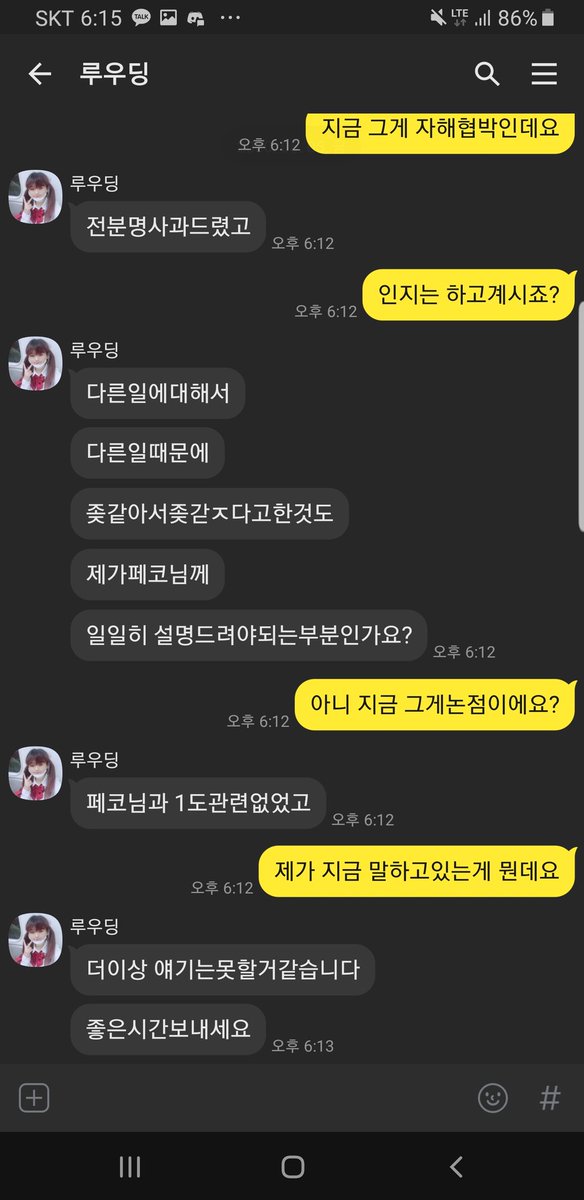 SKT 6:15 TALK ... LTE 86%
루우딩
지금 그게 자해협박인데요
오후 6:12
루우딩
전분명사과드렸고
오후 6:12
인지는 하고계시죠?
오후 6:12
루우딩
다른일에대해서
다른일때문에
좆같아서좆갇ㅈ다고한것도
제가페코님께
일일히 설명드려야되는부분인가요?
오후 6:12
아니 지금 그게논점이에요?
오후 6:12
루우딩
페코님과 1도관련없었고
오후 6:12
제가 지금 말하고있는게 뭔데요
오후 6:12
루우딩
더이상 얘기는못할거같습니다
좋은시간보내세요
오후 6:13
#